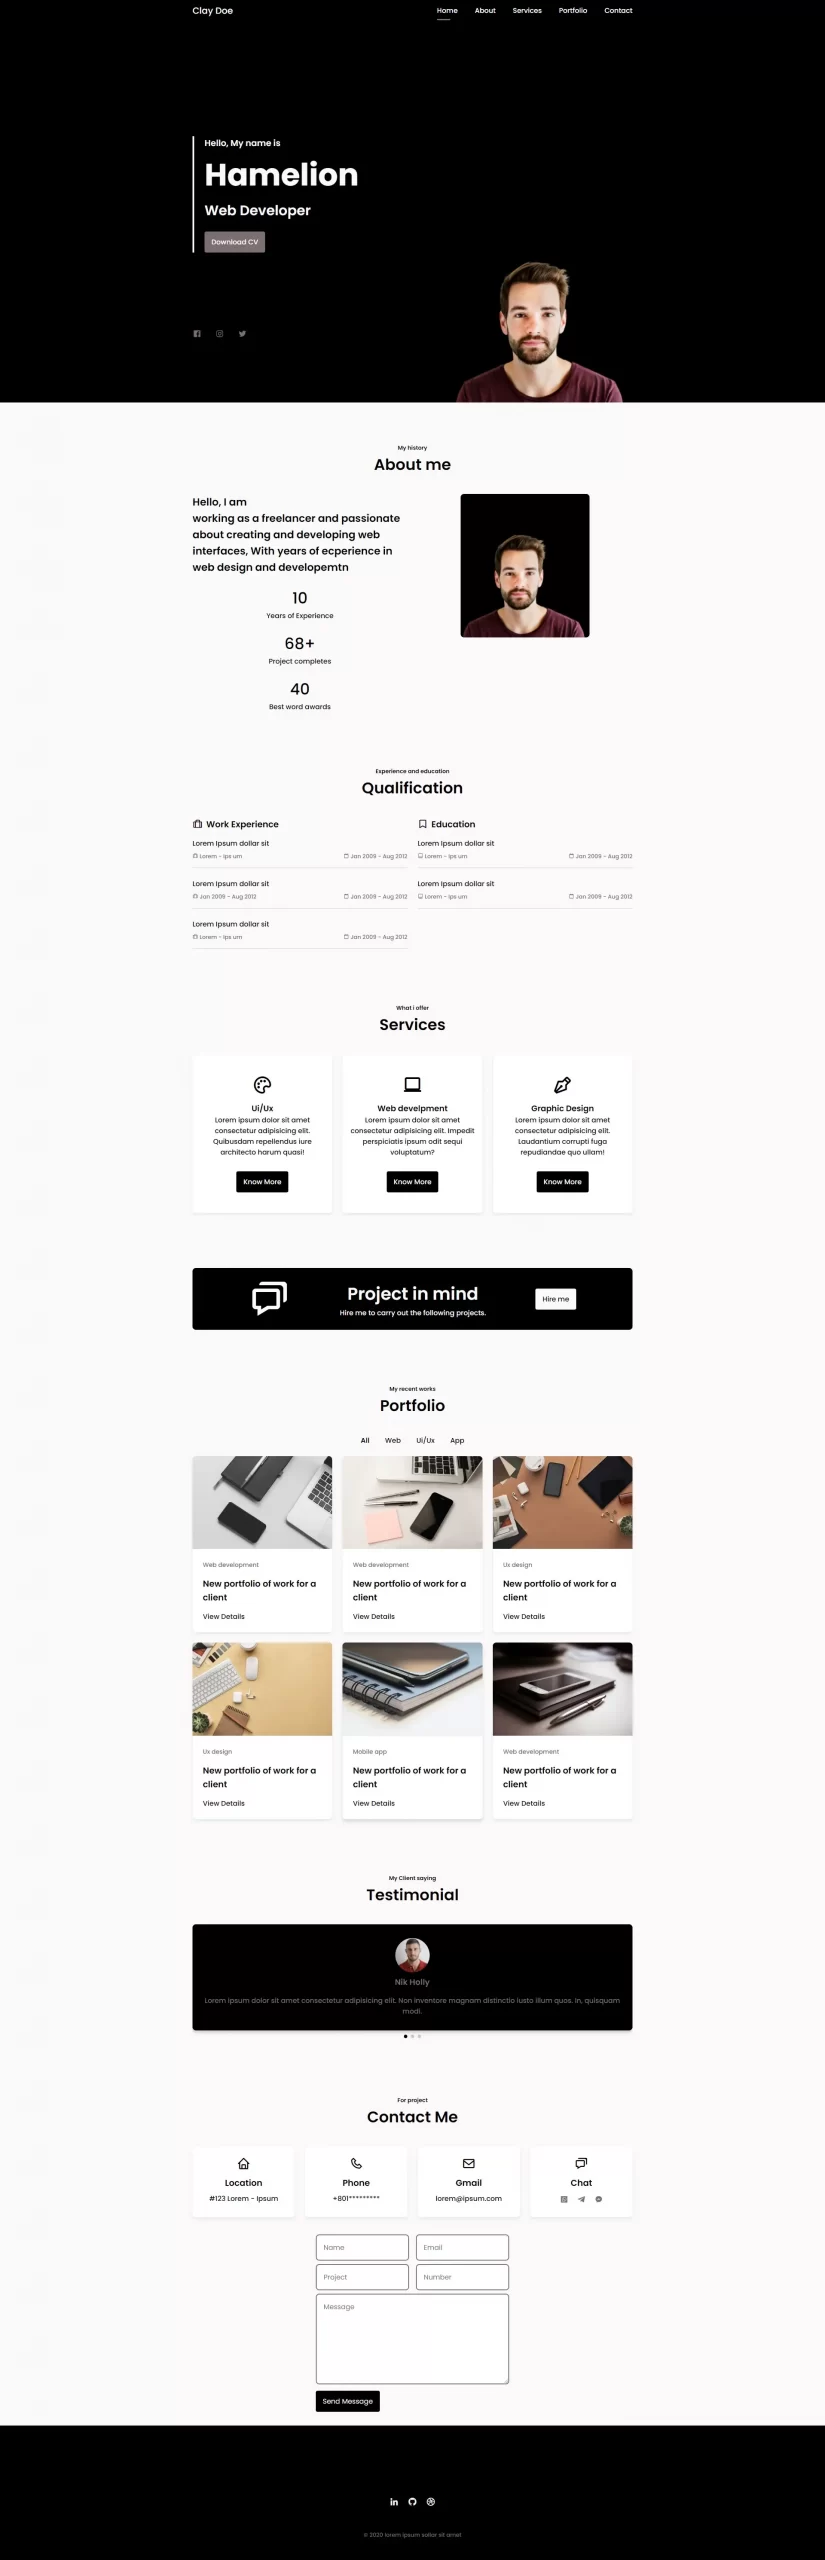 Clay Doe
Home About Services Portfolio Contact
Hello, My name is
Hamelion
Web Developer
Download CV
My history
About me
Hello, I am
working as a freelancer and passionate
about creating and developing web
interfaces, With years of ecperience in
web design and developemtn
10
Years of Experience
68+
Project completes
40
Best word awards
Experience and education
Qualification
Work Experience
Lorem Ipsum dollar sit
Lorem - Ips um Jan 2009 - Aug 2012
Lorem Ipsum dollar sit
Jan 2009 - Aug 2012 Jan 2009 - Aug 2012
Lorem Ipsum dollar sit
Lorem - Ips um Jan 2009 - Aug 2012
Education
Lorem Ipsum dollar sit
Lorem - Ips um Jan 2009 - Aug 2012
Lorem Ipsum dollar sit
Lorem - Ips um Jan 2009 - Aug 2012
What i offer
Services
Ui/Ux
Lorem ipsum dolor sit amet
consectetur adipisicing elit.
Quibusdam repellendus iure
architecto harum quasi!
Know More
Web develpment
Lorem ipsum dolor sit amet
consectetur adipisicing elit. Impedit
perspiciatis ipsum odit sequi
voluptatum?
Know More
Graphic Design
Lorem ipsum dolor sit amet
consectetur adipisicing elit.
Laudantium corrupti fuga
repudiandae quo ullam!
Know More
Project in mind
Hire me to carry out the following projects.
Hire me
My recent works
Portfolio
All Web Ui/Ux App
Web development
New portfolio of work for a
client
View Details
Web development
New portfolio of work for a
client
View Details
Ux design
New portfolio of work for a
client
View Details
Ux design
New portfolio of work for a
client
View Details
Mobile app
New portfolio of work for a
client
View Details
Web development
New portfolio of work for a
client
View Details
My Client saying
Testimonial
Nik Holly
Lorem ipsum dolor sit amet consectetur adipisicing elit. Non inventore magnam distinctio iusto illum quos. In, quisquam
modi.
For project
Contact Me
Location
#123 Lorem - Ipsum
Phone
+801*********
Gmail
lorem@ipsum.com
Chat
Name
Email
Project
Number
Message
Send Message
© 2020 lorem ipsum sollar sit amet